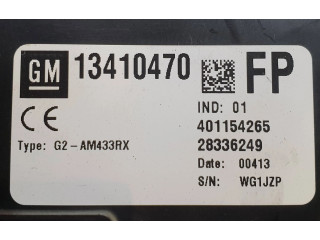 GM 13410470 FP
IND: 01
CE 401154265
28336249
Type: G2-AM433RX
Date: 00413
S/N: WG1JZP